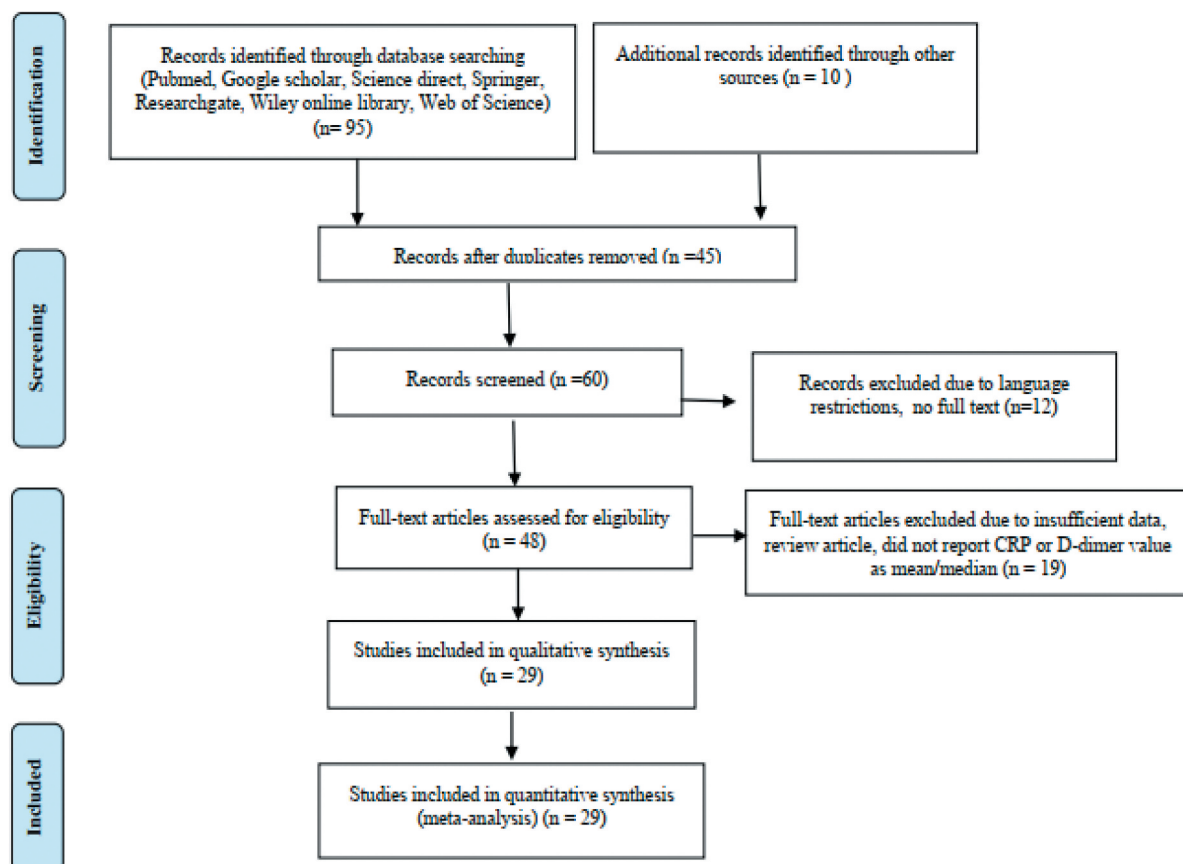 Identification
Records identified through database searching
(Pubmed, Google scholar, Science direct, Springer,
Researchgate, Wiley online library, Web of Science)
(n= 95)
Additional records identified through other
sources (n = 10 )
Records after duplicates removed (n =45)
Screening
Records screened (n =60)
Records excluded due to language
restrictions, no full text (n=12)
Eligibility
Full-text articles assessed for eligibility
(n = 48)
Full-text articles excluded due to insufficient data,
review article, did not report CRP or D-dimer value
as mean/median (n = 19)
Studies included in qualitative synthesis
(n = 29)
Included
Studies included in quantitative synthesis
(meta-analysis) (n = 29)